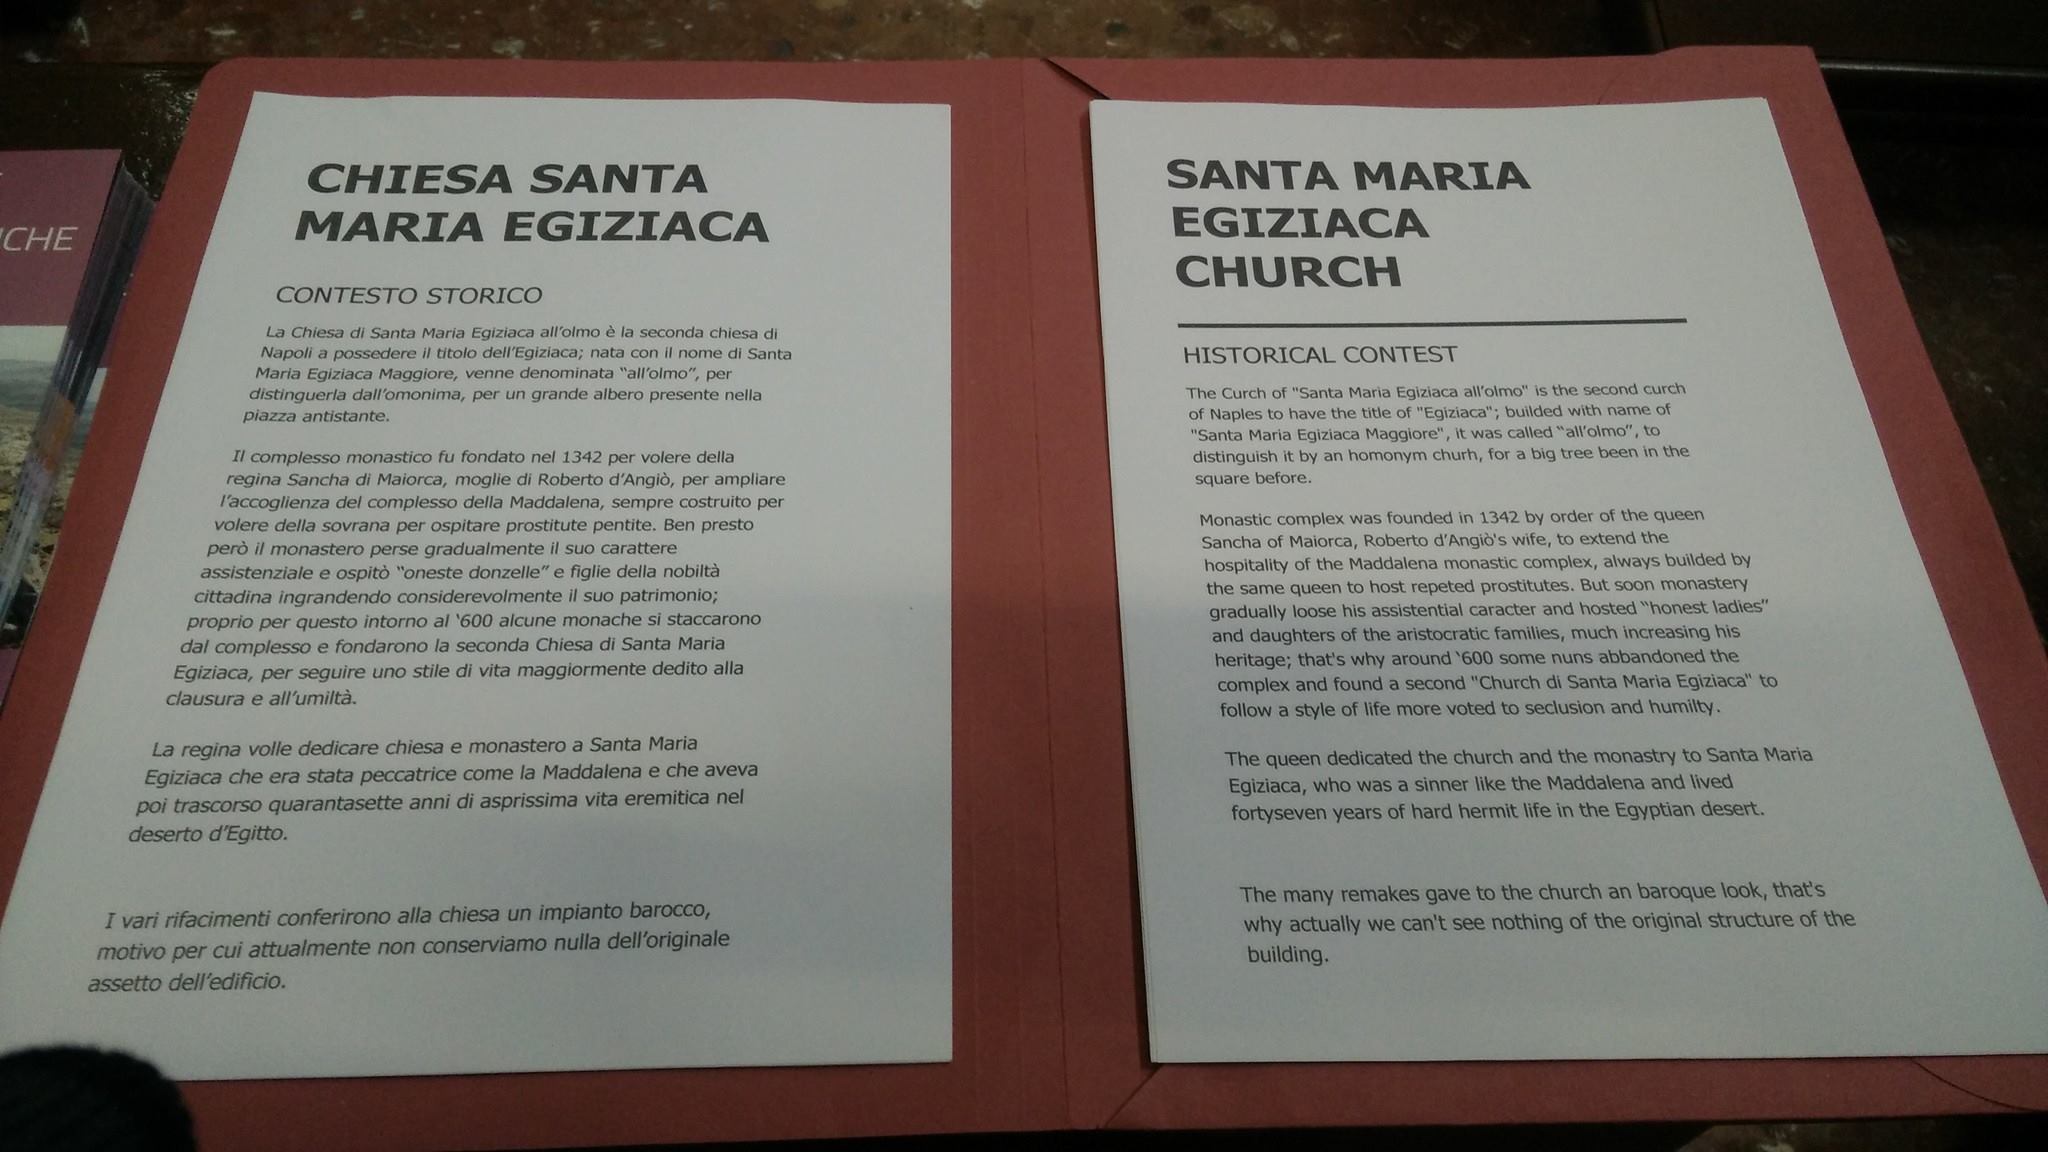 CHE
CHIESA SANTA
MARIA EGIZIACA
CONTESTO STORICO
La Chiesa di Santa Maria Egiziaca all'olmo è la seconda chiesa di
Napoli a possedere il titolo dell'Egiziaca; nata con il nome di Santa
Maria Egiziaca Maggiore, venne denominata “all'olmo”, per
distinguerla dall'omonima, per un grande albero presente nella
piazza antistante.
Il complesso monastico fu fondato nel 1342 per volere della
regina Sancha di Maiorca, moglie di Roberto d'Angiò, per ampliare
l'accoglienza del complesso della Maddalena, sempre costruito per
volere della sovrana per ospitare prostitute pentite. Ben presto
però il monastero perse gradualmente il suo carattere
assistenziale e ospitò “oneste donzelle” e figlie della nobiltà
cittadina ingrandendo considerevolmente il suo patrimonio;
proprio per questo intorno al ‘600 alcune monache si staccarono
dal complesso e fondarono la seconda Chiesa di Santa Maria
Egiziaca, per seguire uno stile di vita maggiormente dedito alla
clausura e all'umiltà.
La regina volle dedicare chiesa e monastero a Santa Maria
Egiziaca che era stata peccatrice come la Maddalena e che aveva
poi trascorso quarantasette anni di asprissima vita eremitica nel
deserto d'Egitto.
I vari rifacimenti conferirono alla chiesa un impianto barocco,
motivo per cui attualmente non conserviamo nulla dell'originale
assetto dell'edificio.
SANTA MARIA
EGIZIACA
CHURCH
HISTORICAL CONTEST
The Curch of "Santa Maria Egiziaca all'olmo" is the second curch
of Naples to have the title of "Egiziaca"; builded with name of
"Santa Maria Egiziaca Maggiore", it was called “all'olmo”, to
distinguish it by an homonym churh, for a big tree been in the
square before.
Monastic complex was founded in 1342 by order of the queen
Sancha of Maiorca, Roberto d'Angiò's wife, to extend the
hospitality of the Maddalena monastic complex, always builded by
the same queen to host repeted prostitutes. But soon monastery
gradually loose his assistential caracter and hosted “honest ladies”
and daughters of the aristocratic families, much increasing his
heritage; that's why around ‘600 some nuns abbandoned the
complex and found a second "Church di Santa Maria Egiziaca" to
follow a style of life more voted to seclusion and humilty.
The queen dedicated the church and the monastry to Santa Maria
Egiziaca, who was a sinner like the Maddalena and lived
fortyseven years of hard hermit life in the Egyptian desert.
The many remakes gave to the church an baroque look, that's
why actually we can't see nothing of the original structure of the
building.